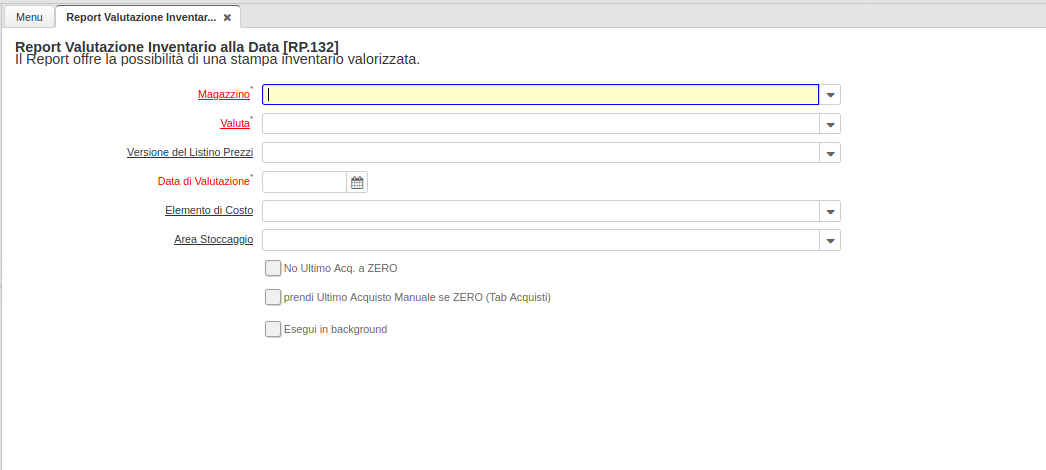 Menu
Report Valutazione Inventar... ×
Report Valutazione Inventario alla Data [RP.132]
Il Report offre la possibilità di una stampa inventario valorizzata.
Magazzino*
Valuta*
Versione del Listino Prezzi
Data di Valutazione*
Elemento di Costo
Area Stoccaggio
No Ultimo Acq. a ZERO
prendi Ultimo Acquisto Manuale se ZERO (Tab Acquisti)
Esegui in background